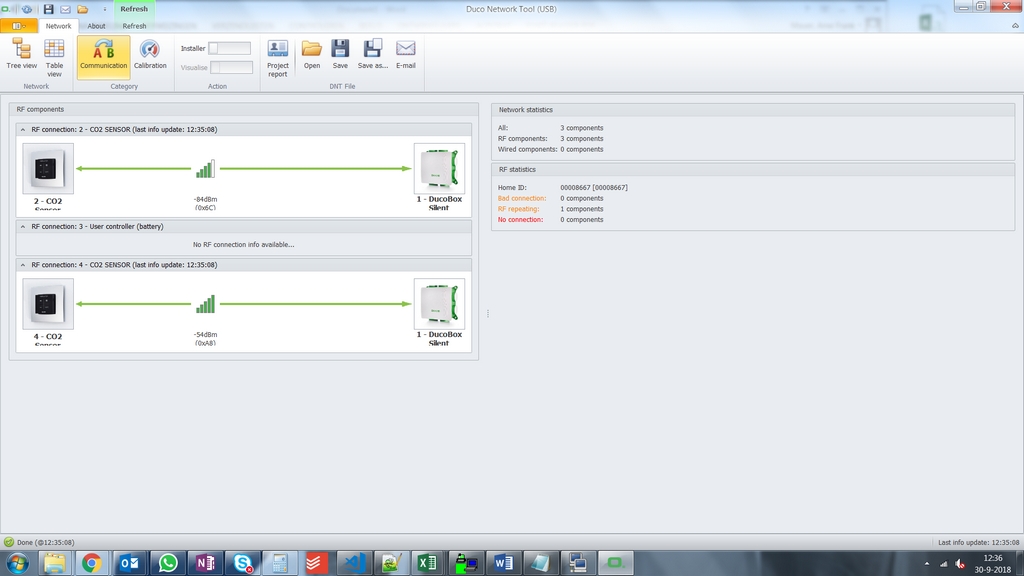 Refresh
Duco Network Tool (USB)
Network
About
Refresh
Tree view
Table view
Network
A B
Communication
Calibration
Category
Installer
Visualise
Action
Project report
Open
Save
Save as...
E-mail
DNT File
RF components
RF connection: 2 - CO2 SENSOR (last info update: 12:35:08)
2 - CO2
Sensor
-84dBm
(0x6C)
1 - DucoBox
Silent
RF connection: 3 - User controller (battery)
No RF connection info available...
RF connection: 4 - CO2 SENSOR (last info update: 12:35:08)
4 - CO2
Sensor
-54dBm
(0xA8)
1 - DucoBox
Silent
Network statistics
All: 3 components
RF components: 3 components
Wired components: 0 components
RF statistics
Home ID: 00008667 [00008667]
Bad connection: 0 components
RF repeating: 1 components
No connection: 0 components
Done (@12:35:08)
Last info update: 12:35:08
12:36
30-9-2018